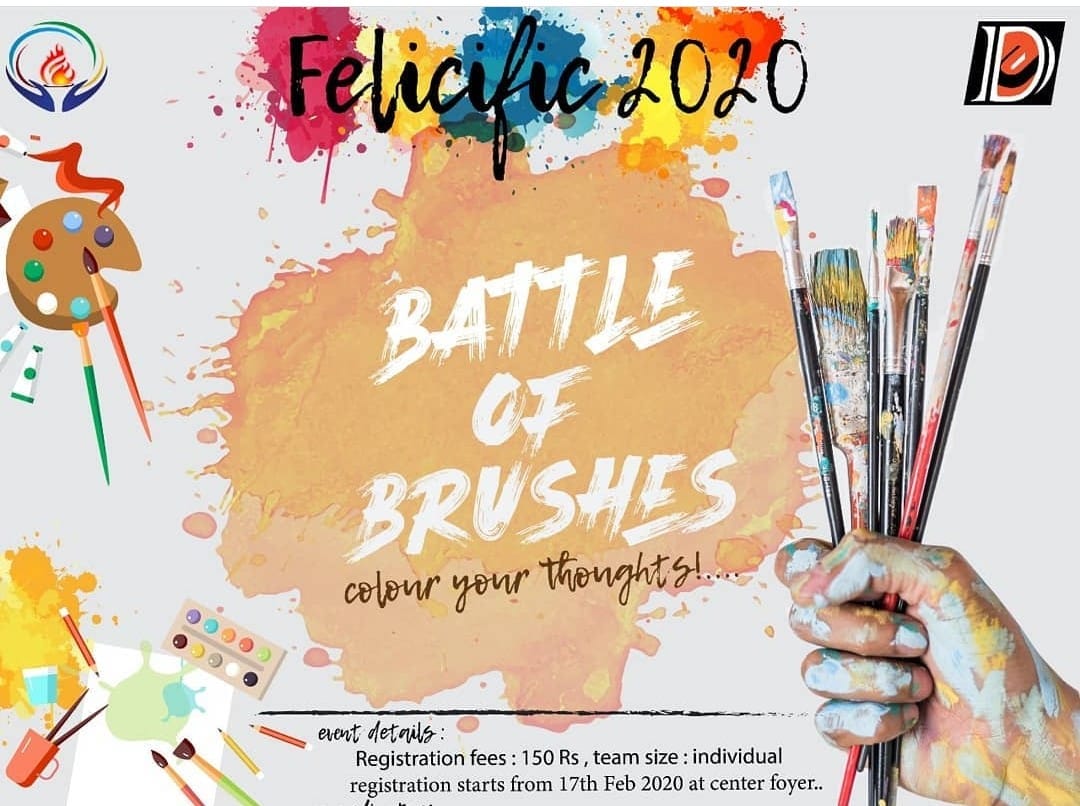 Felicific 2020
BATTLE
OF
BRUSHES
colour your thoughts!....
event details :
Registration fees : 150 Rs , team size : individual
registration starts from 17th Feb 2020 at center foyer..